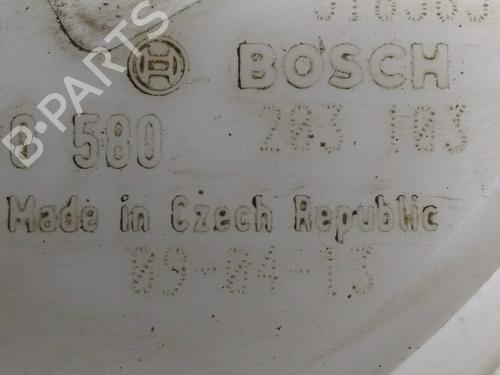 BOSCH
0 580 203 103
Made in Czech Republic
09-04-13
B-PARTS